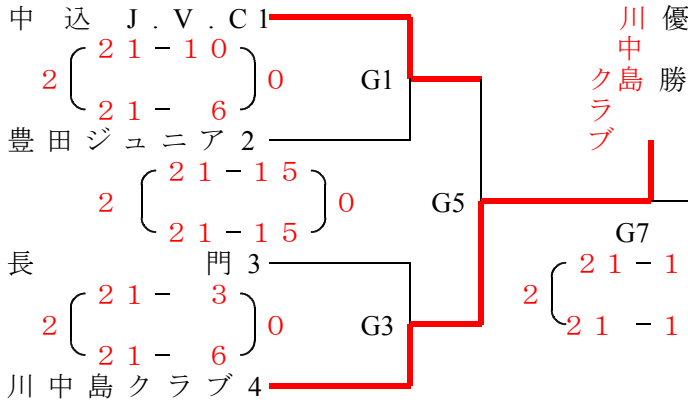 中込J.V.C1
21-10
2 0
21- 6
G1
豊田ジュニア2
21-15
2 0
21-15
G5
長門3
21- 3
2 0
21- 6
G3
川中島クラブ4
優勝
川中島
クラブ
G7
21-1
2
21-1